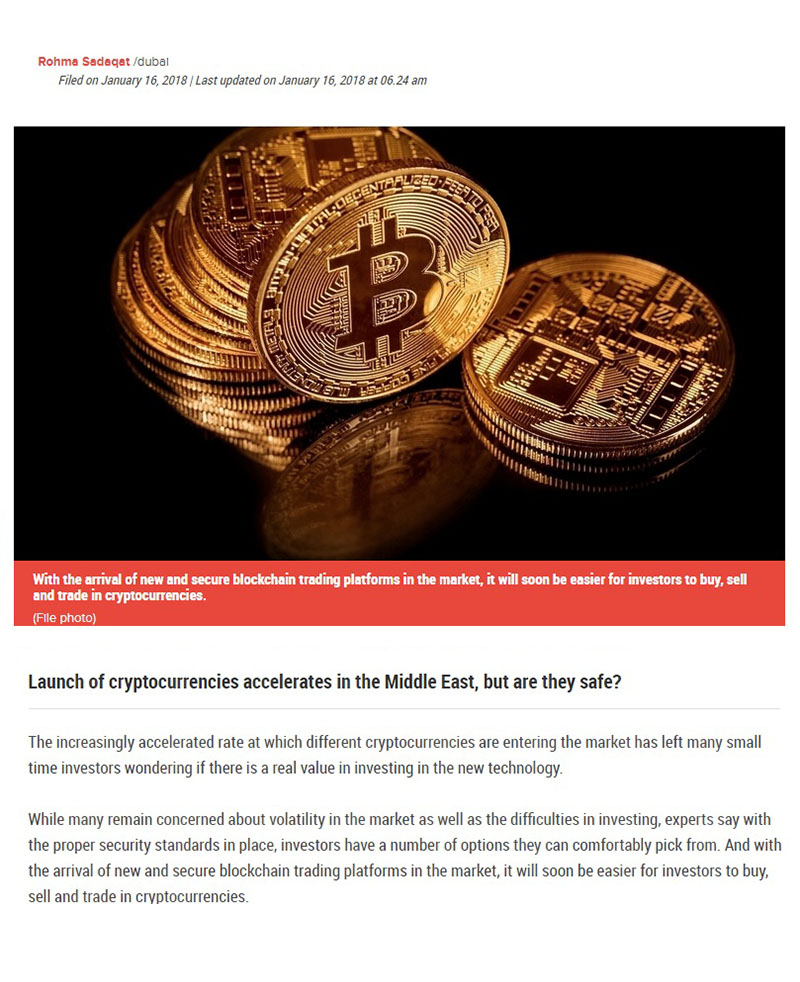 Rohma Sadaqat /dubai
Filed on January 16, 2018 | Last updated on January 16, 2018 at 06.24 am
BITCOIN·DIGITAL·DECENTRALIZED·PEER TO PEER
With the arrival of new and secure blockchain trading platforms in the market, it will soon be easier for investors to buy, sell
and trade in cryptocurrencies.
(File photo)
Launch of cryptocurrencies accelerates in the Middle East, but are they safe?
The increasingly accelerated rate at which different cryptocurrencies are entering the market has left many small
time investors wondering if there is a real value in investing in the new technology.
While many remain concerned about volatility in the market as well as the difficulties in investing, experts say with
the proper security standards in place, investors have a number of options they can comfortably pick from. And with
the arrival of new and secure blockchain trading platforms in the market, it will soon be easier for investors to buy,
sell and trade in cryptocurrencies.